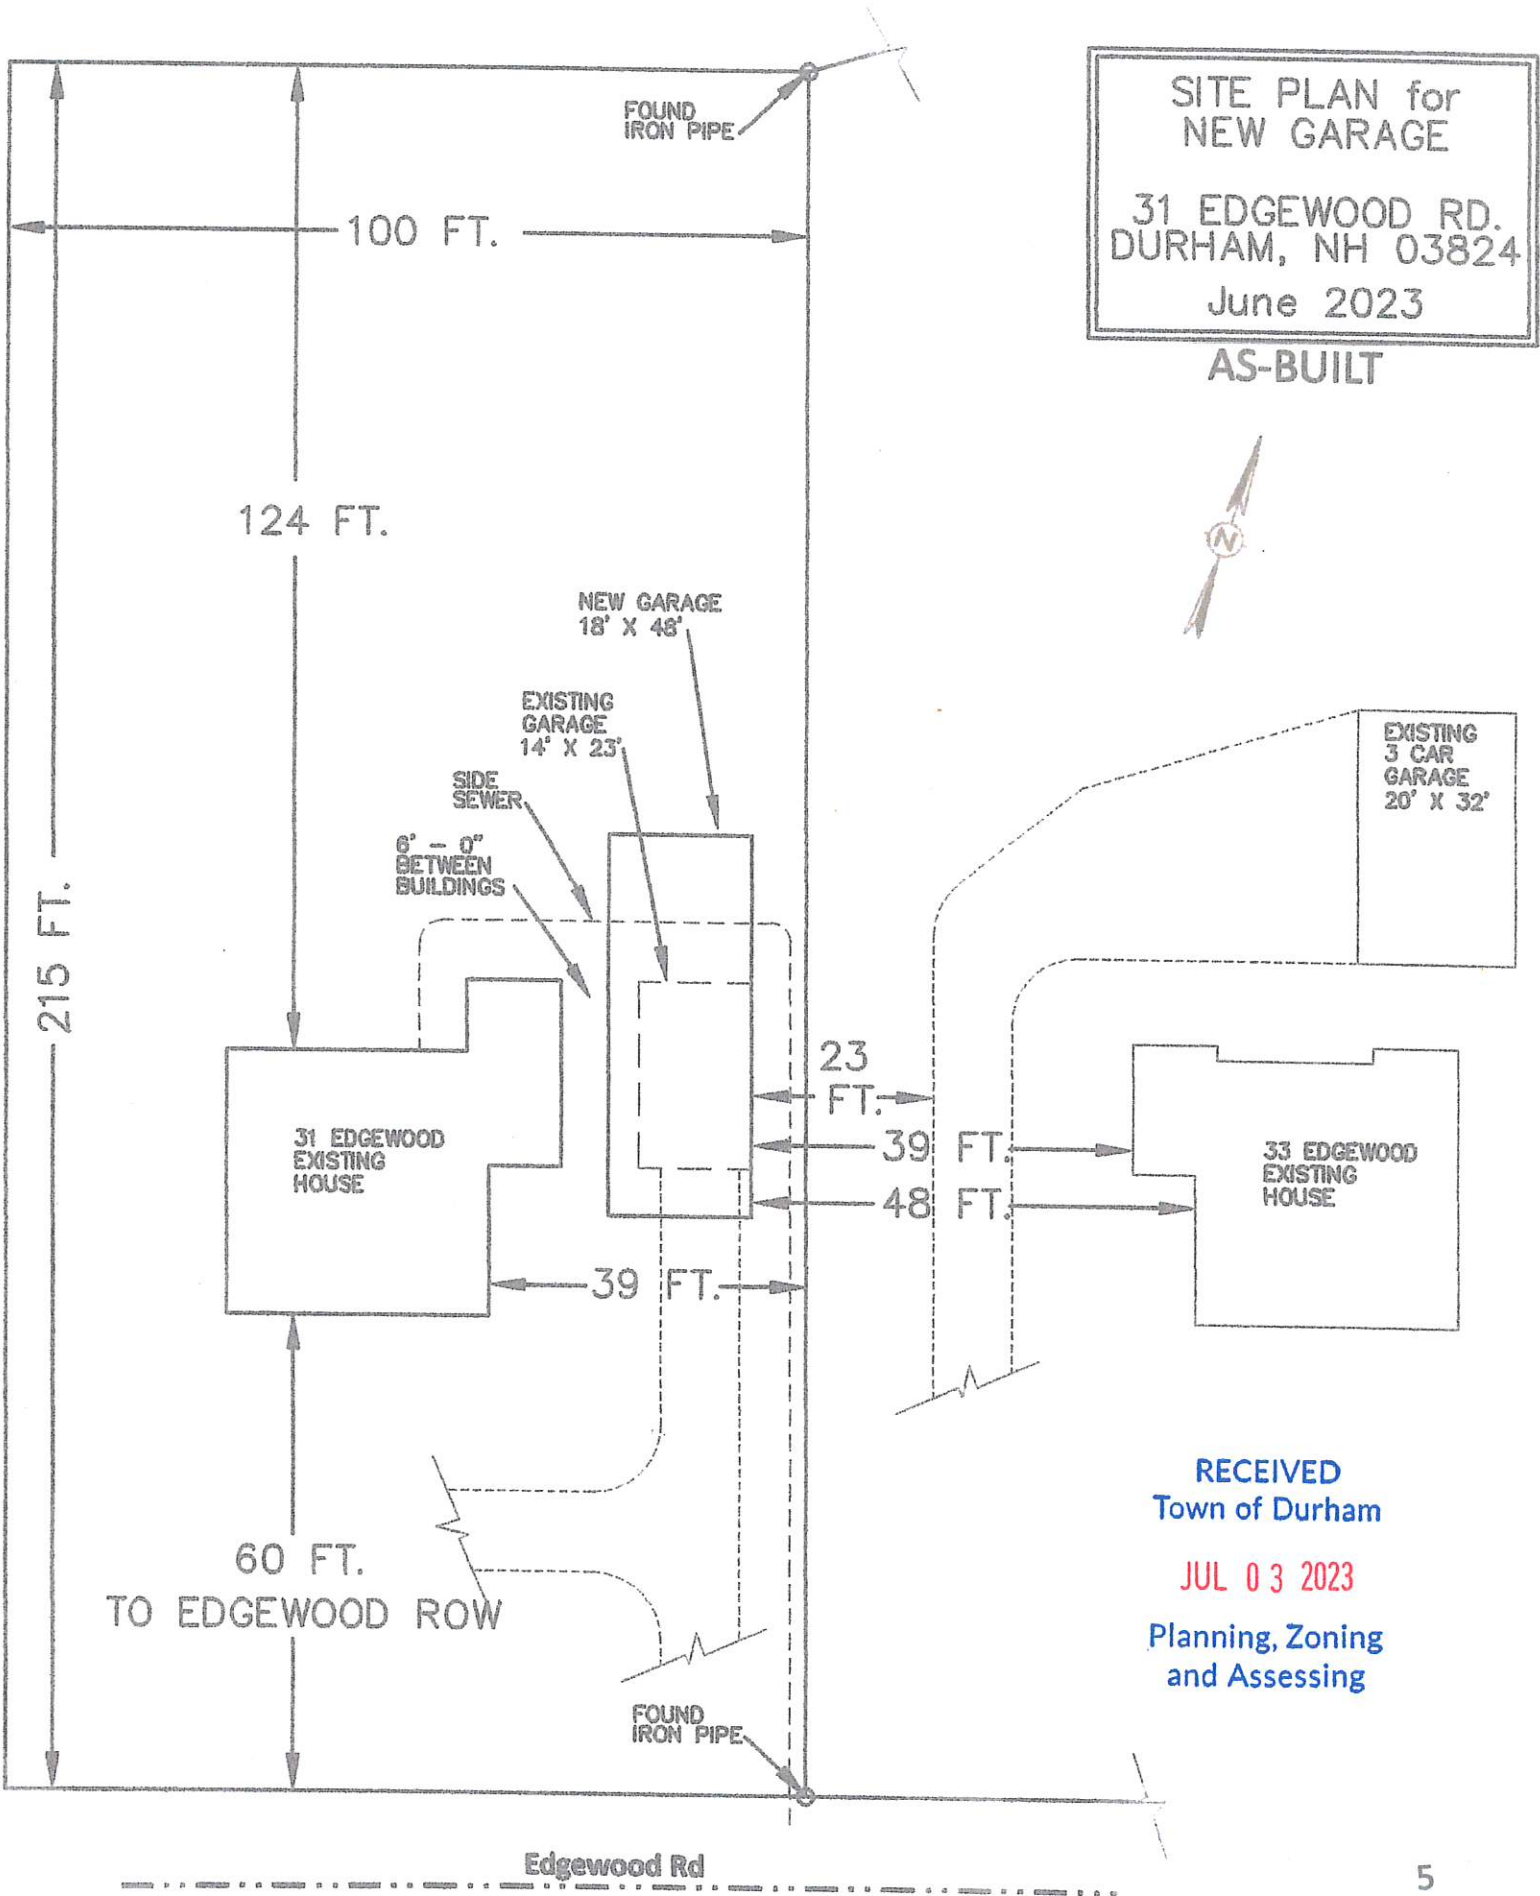 SITE PLAN for
NEW GARAGE
31 EDGEWOOD RD.
DURHAM, NH 03824
June 2023
AS-BUILT
N
FOUND
IRON PIPE
100 FT.
124 FT.
215 FT.
NEW GARAGE
18' X 48'
EXISTING
GARAGE
14' X 23'
SIDE
SEWER
6' - 0"
BETWEEN
BUILDINGS
EXISTING
3 CAR
GARAGE
20' X 32'
23
FT.
39 FT.
48 FT.
31 EDGEWOOD
EXISTING
HOUSE
33 EDGEWOOD
EXISTING
HOUSE
39 FT.
60 FT.
TO EDGEWOOD ROW
RECEIVED
Town of Durham
JUL 03 2023
Planning, Zoning
and Assessing
FOUND
IRON PIPE
Edgewood Rd
5